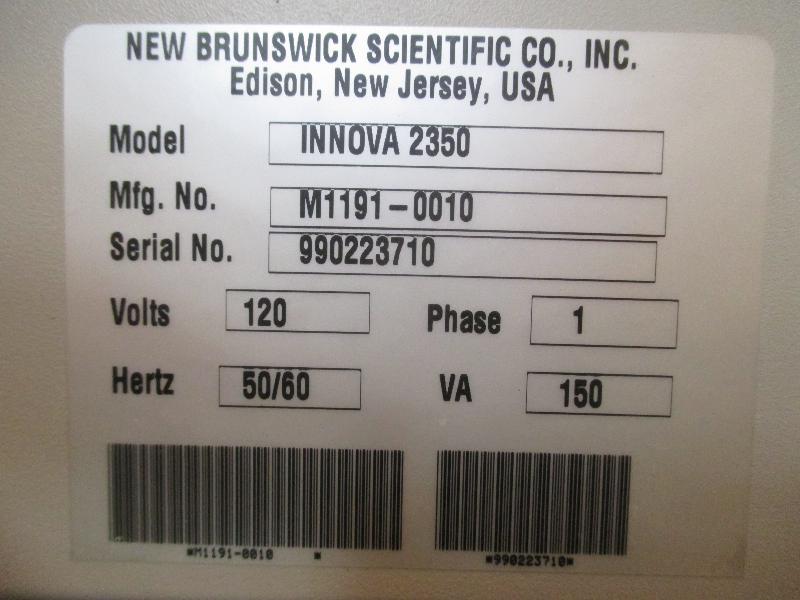 NEW BRUNSWICK SCIENTIFIC CO., INC.
Edison, New Jersey, USA
Model INNOVA 2350
Mfg. No. M1191-0010
Serial No. 990223710
Volts 120 Phase 1
Hertz 50/60 VA 150
*M1191-0010 * *990223710*